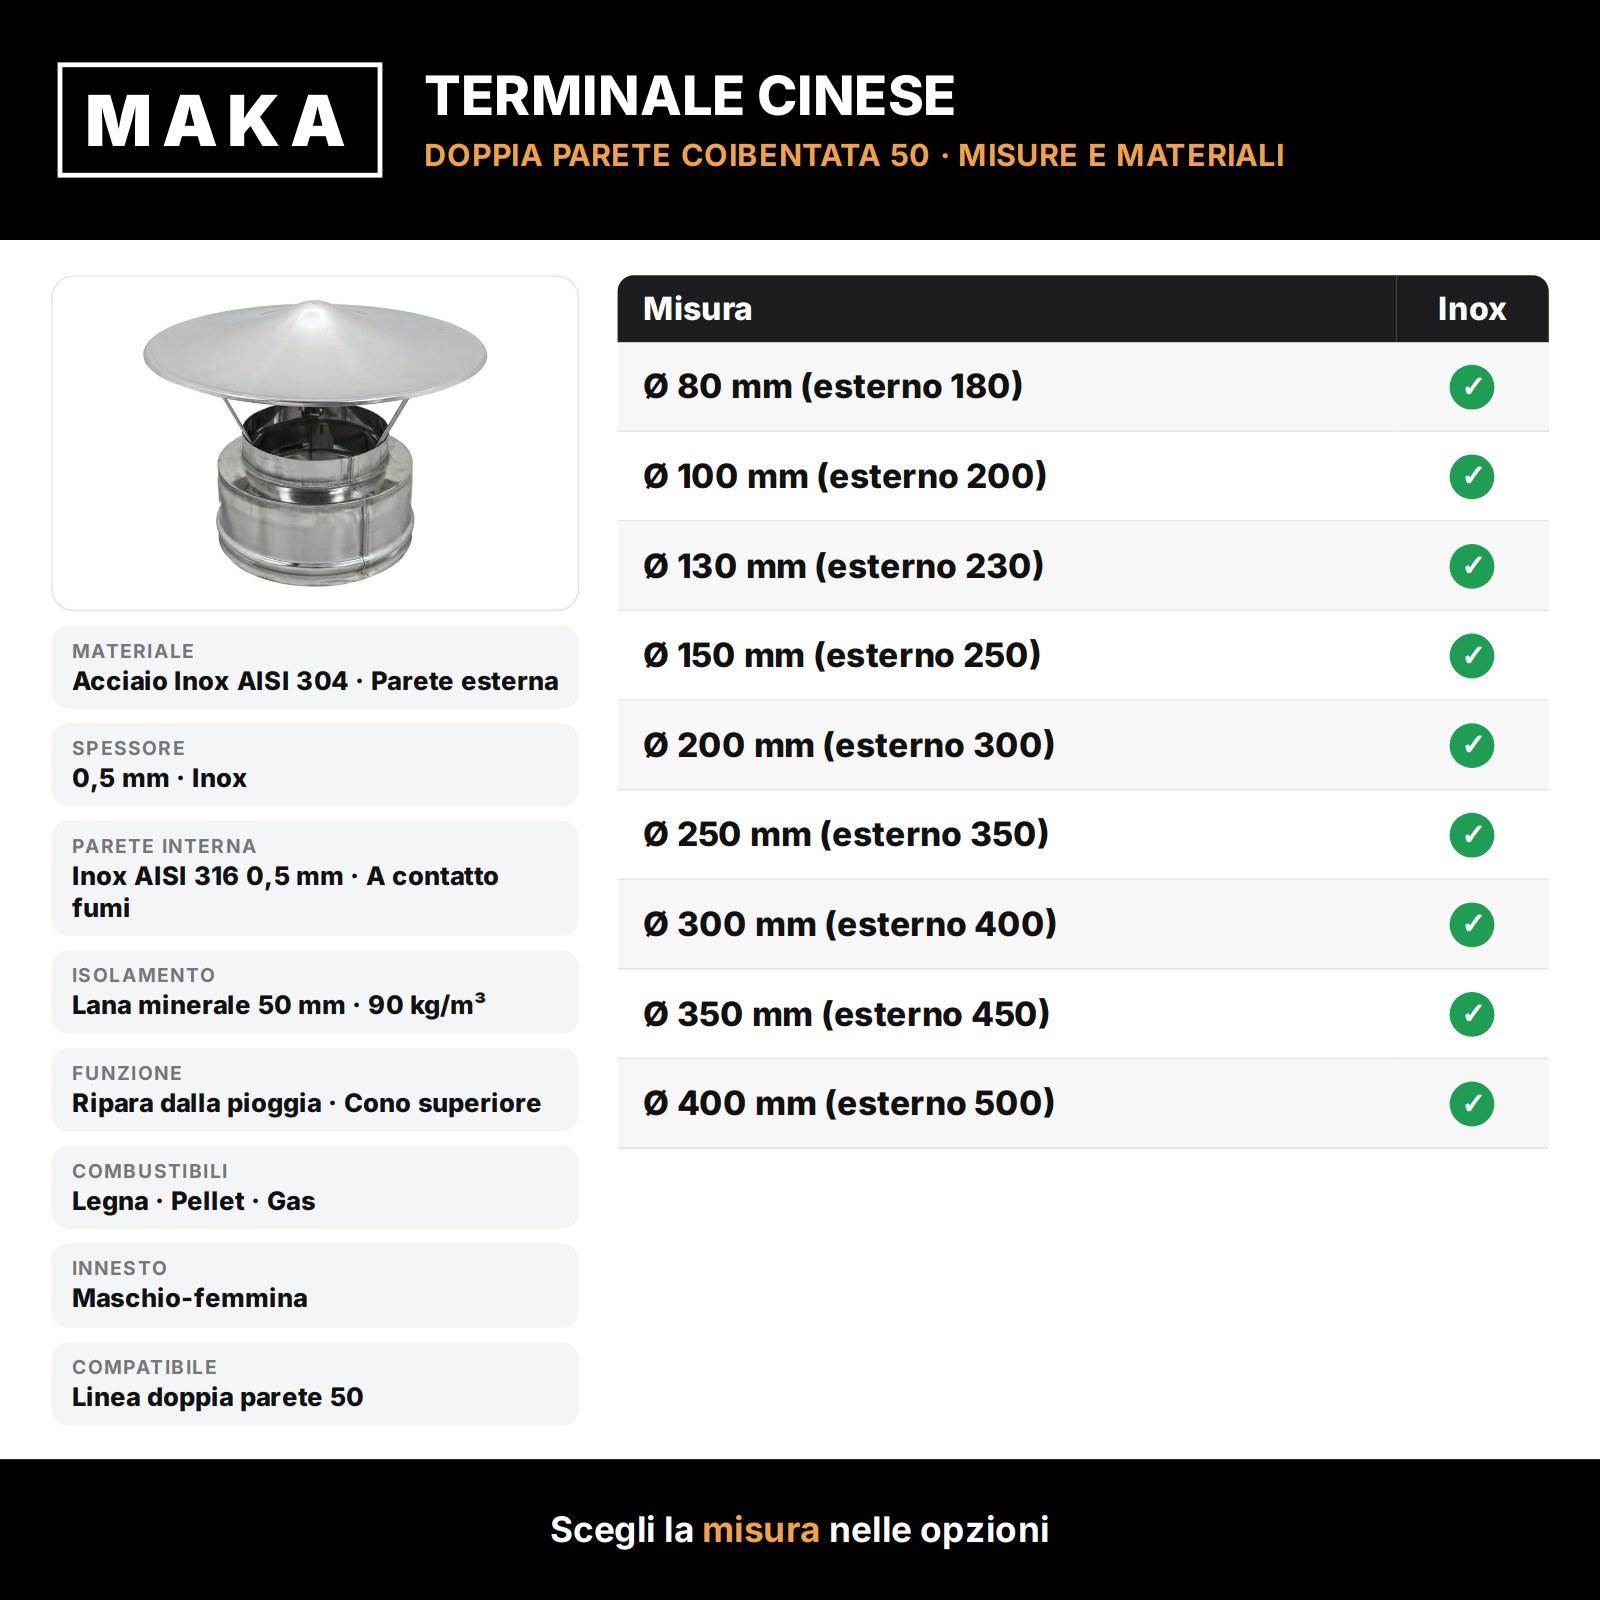 MAKA
TERMINALE CINESE
DOPPIA PARETE COIBENTATA 50 · MISURE E MATERIALI
MATERIALE
Acciaio Inox AISI 304 · Parete esterna
SPESSORE
0,5 mm · Inox
PARETE INTERNA
Inox AISI 316 0,5 mm · A contatto
fumi
ISOLAMENTO
Lana minerale 50 mm · 90 kg/m³
FUNZIONE
Ripara dalla pioggia · Cono superiore
COMBUSTIBILI
Legna · Pellet · Gas
INNESTO
Maschio-femmina
COMPATIBILE
Linea doppia parete 50
Misura Inox
Ø 80 mm (esterno 180) ✓
Ø 100 mm (esterno 200) ✓
Ø 130 mm (esterno 230) ✓
Ø 150 mm (esterno 250) ✓
Ø 200 mm (esterno 300) ✓
Ø 250 mm (esterno 350) ✓
Ø 300 mm (esterno 400) ✓
Ø 350 mm (esterno 450) ✓
Ø 400 mm (esterno 500) ✓
Scegli la misura nelle opzioni